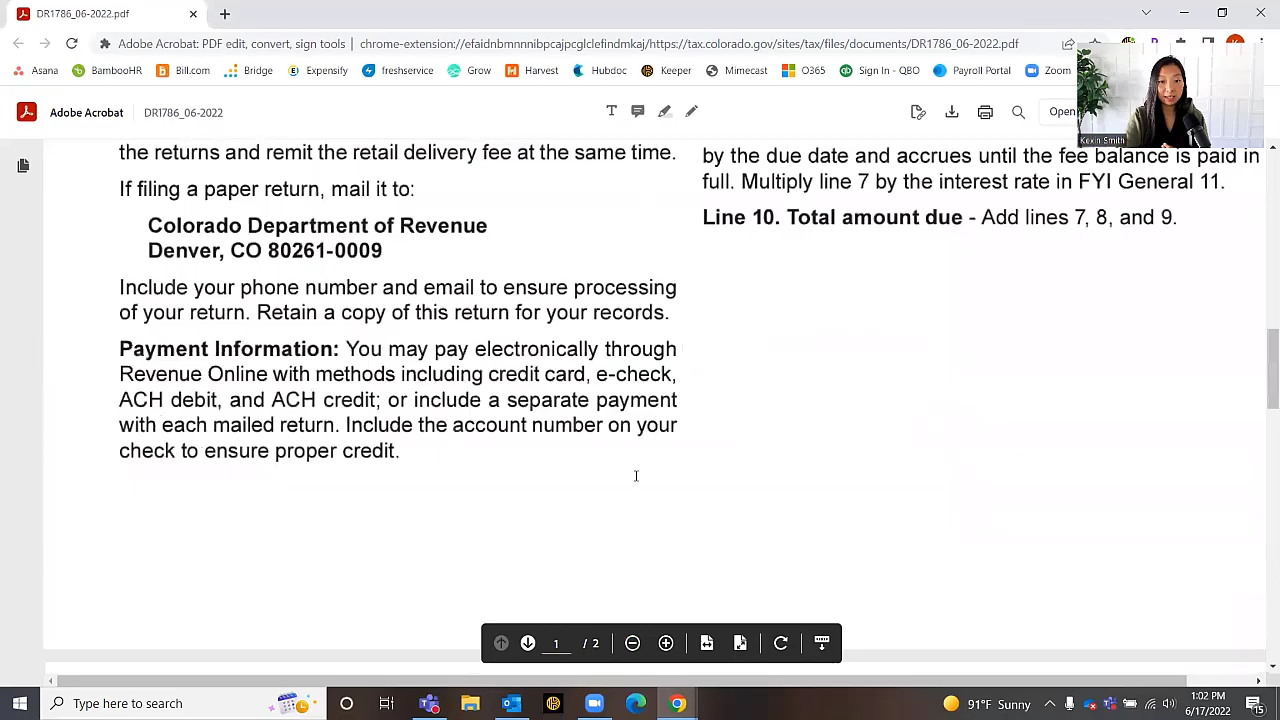 DR1786_06-2022.pdf
Adobe Acrobat: PDF edit, convert, sign tools | chrome-extension://efaidnbmnnnibpcajpcglclefindmkaj/https://tax.colorado.gov/sites/tax/files/documents/DR1786_06-2022.pdf
Asana BambooHR Bill.com Bridge Expensify freshservice Grow Harvest Hubdoc Keeper Mimecast O365 Sign In - QBO Payroll Portal Zoom
Adobe Acrobat DR1786_06-2022 Open
Kexin Smith
the returns and remit the retail delivery fee at the same time.
If filing a paper return, mail it to:
Colorado Department of Revenue
Denver, CO 80261-0009
Include your phone number and email to ensure processing
of your return. Retain a copy of this return for your records.
Payment Information: You may pay electronically through
Revenue Online with methods including credit card, e-check,
ACH debit, and ACH credit; or include a separate payment
with each mailed return. Include the account number on your
check to ensure proper credit.
by the due date and accrues until the fee balance is paid in
full. Multiply line 7 by the interest rate in FYI General 11.
Line 10. Total amount due - Add lines 7, 8, and 9.
1 / 2
Type here to search
91°F Sunny
1:02 PM
6/17/2022
15